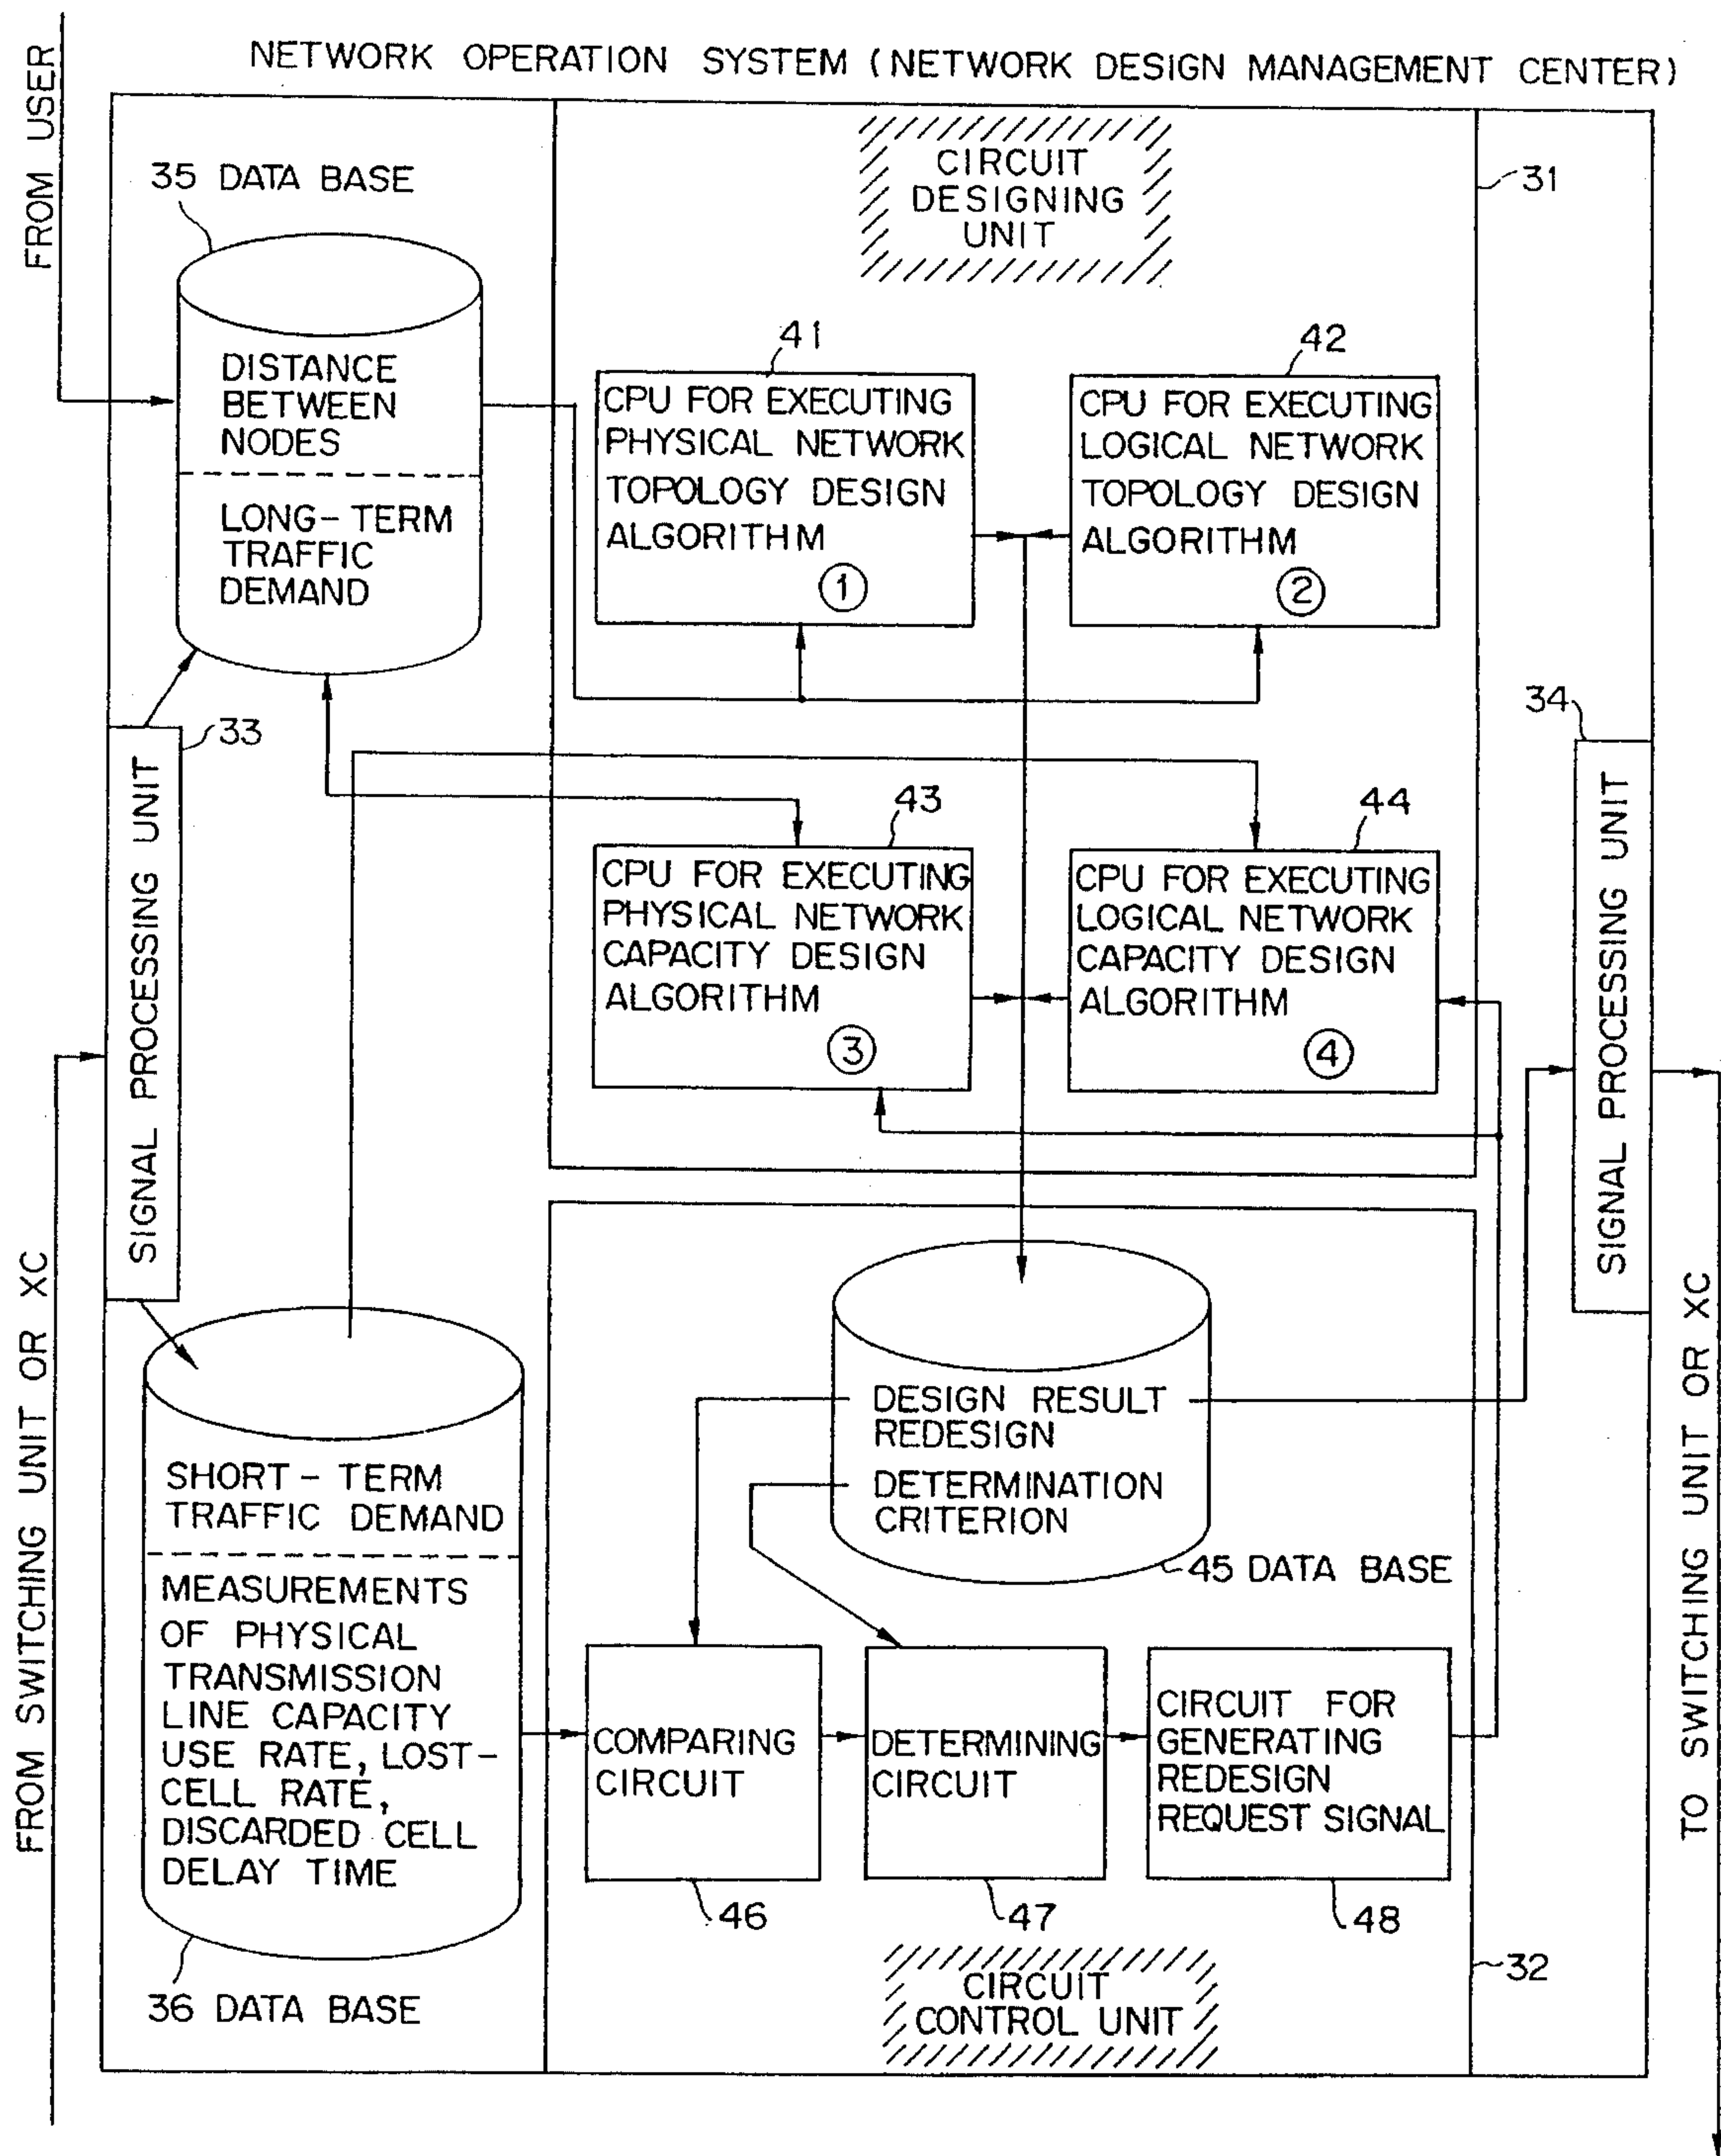 NETWORK OPERATION SYSTEM (NETWORK DESIGN MANAGEMENT CENTER)
FROM USER
35 DATA BASE
DISTANCE
BETWEEN
NODES
LONG-TERM
TRAFFIC
DEMAND
CIRCUIT
DESIGNING
UNIT
31
41
CPU FOR EXECUTING
PHYSICAL NETWORK
TOPOLOGY DESIGN
ALGORITHM
①
42
CPU FOR EXECUTING
LOGICAL NETWORK
TOPOLOGY DESIGN
ALGORITHM
②
33
SIGNAL PROCESSING UNIT
34
SIGNAL PROCESSING UNIT
43
CPU FOR EXECUTING
PHYSICAL NETWORK
CAPACITY DESIGN
ALGORITHM
③
44
CPU FOR EXECUTING
LOGICAL NETWORK
CAPACITY DESIGN
ALGORITHM
④
FROM SWITCHING UNIT OR XC
TO SWITCHING UNIT OR XC
SHORT-TERM
TRAFFIC DEMAND
MEASUREMENTS
OF PHYSICAL
TRANSMISSION
LINE CAPACITY
USE RATE, LOST-
CELL RATE,
DISCARDED CELL
DELAY TIME
36 DATA BASE
DESIGN RESULT
REDESIGN
DETERMINATION
CRITERION
45 DATA BASE
COMPARING
CIRCUIT
46
DETERMINING
CIRCUIT
47
CIRCUIT FOR
GENERATING
REDESIGN
REQUEST SIGNAL
48
CIRCUIT
CONTROL UNIT
32